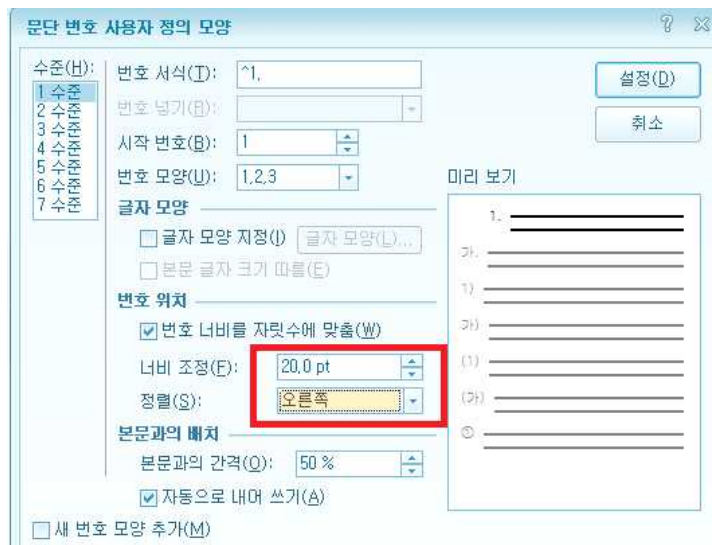 문단 번호 사용자 정의 모양
수준(H):
1 수준
2 수준
3 수준
4 수준
5 수준
6 수준
7 수준
번호 서식(T): ^1.
번호 넣기(R):
시작 번호(B): 1
번호 모양(U): 1,2,3
글자 모양
글자 모양 지정(I) 글자 모양(L)...
본문 글자 크기 따름(E)
번호 위치
번호 너비를 자릿수에 맞춤(W)
너비 조정(F): 20.0 pt
정렬(S): 오른쪽
본문과의 배치
본문과의 간격(O): 50 %
자동으로 내어 쓰기(A)
새 번호 모양 추가(M)
설정(D)
취소
미리 보기
1.
가.
1)
가)
(1)
(가)
①